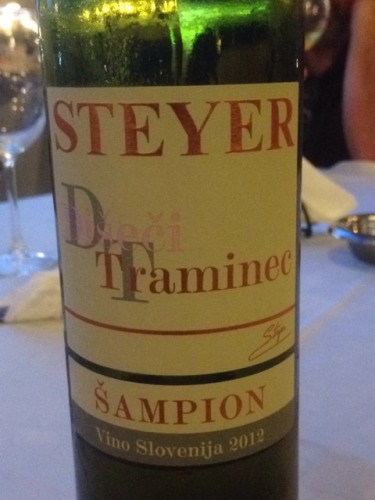 STEYER
Dišeči
Traminec
ŠAMPION
Vino Slovenija 2012